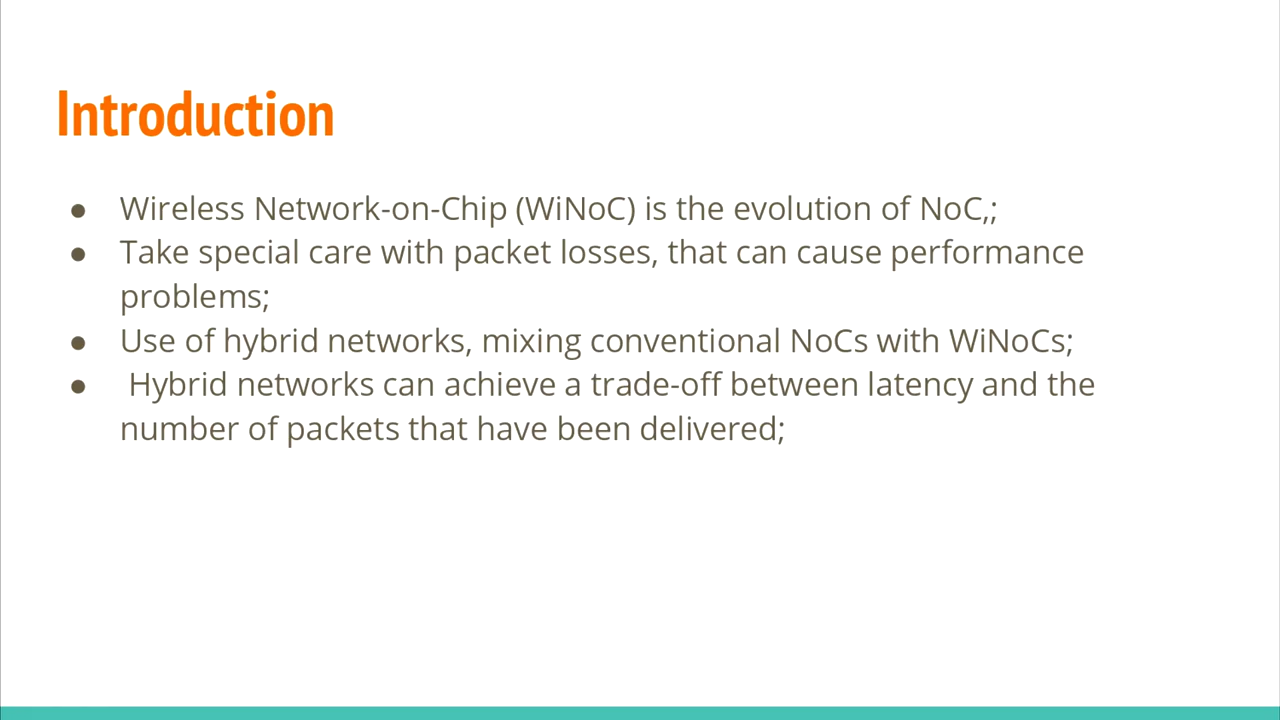 Introduction
● Wireless Network-on-Chip (WiNoC) is the evolution of NoC,;
● Take special care with packet losses, that can cause performance
problems;
● Use of hybrid networks, mixing conventional NoCs with WiNoCs;
● Hybrid networks can achieve a trade-off between latency and the
number of packets that have been delivered;